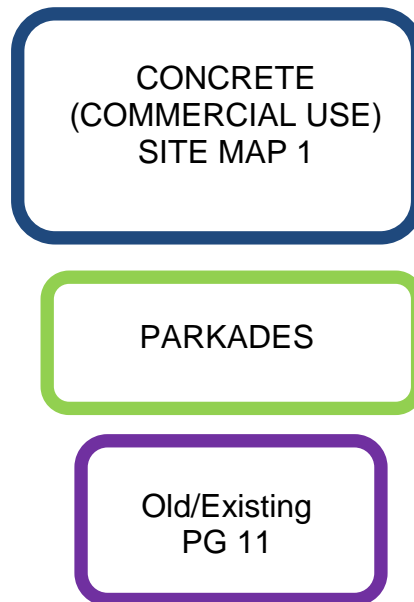 CONCRETE
(COMMERCIAL USE)
SITE MAP 1
PARKADES
Old/Existing
PG 11